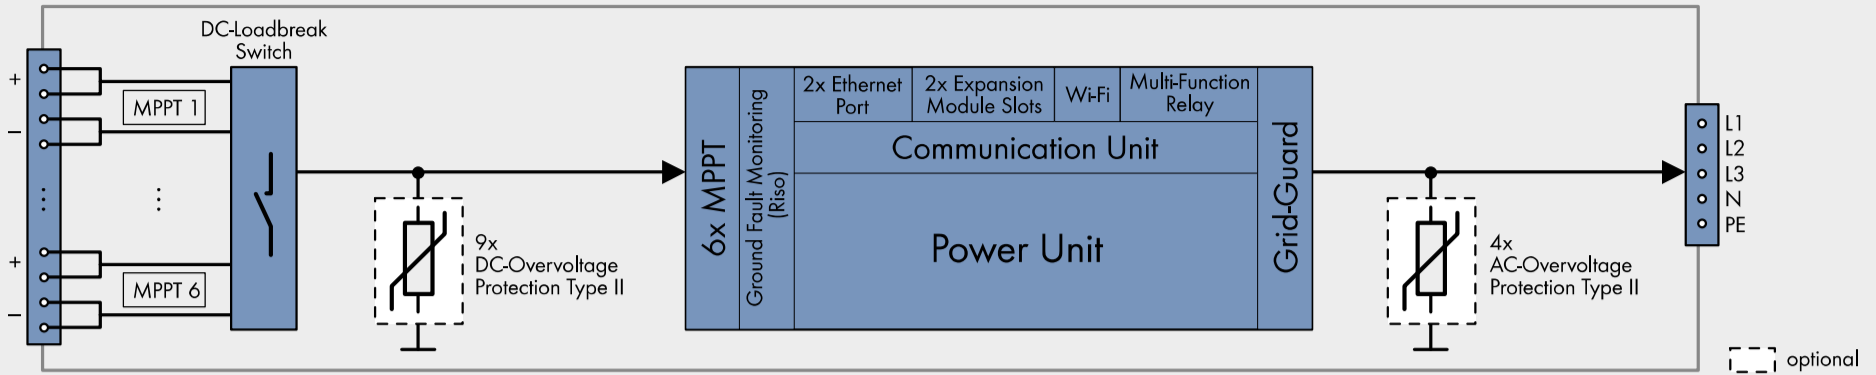 DC-Loadbreak
Switch
+
MPPT 1
–
⋮
⋮
+
MPPT 6
–
9x
DC-Overvoltage
Protection Type II
6x MPPT
Ground Fault Monitoring
(Riso)
2x Ethernet
Port
2x Expansion
Module Slots
Wi-Fi
Multi-Function
Relay
Communication Unit
Power Unit
Grid-Guard
4x
AC-Overvoltage
Protection Type II
L1
L2
L3
N
PE
optional